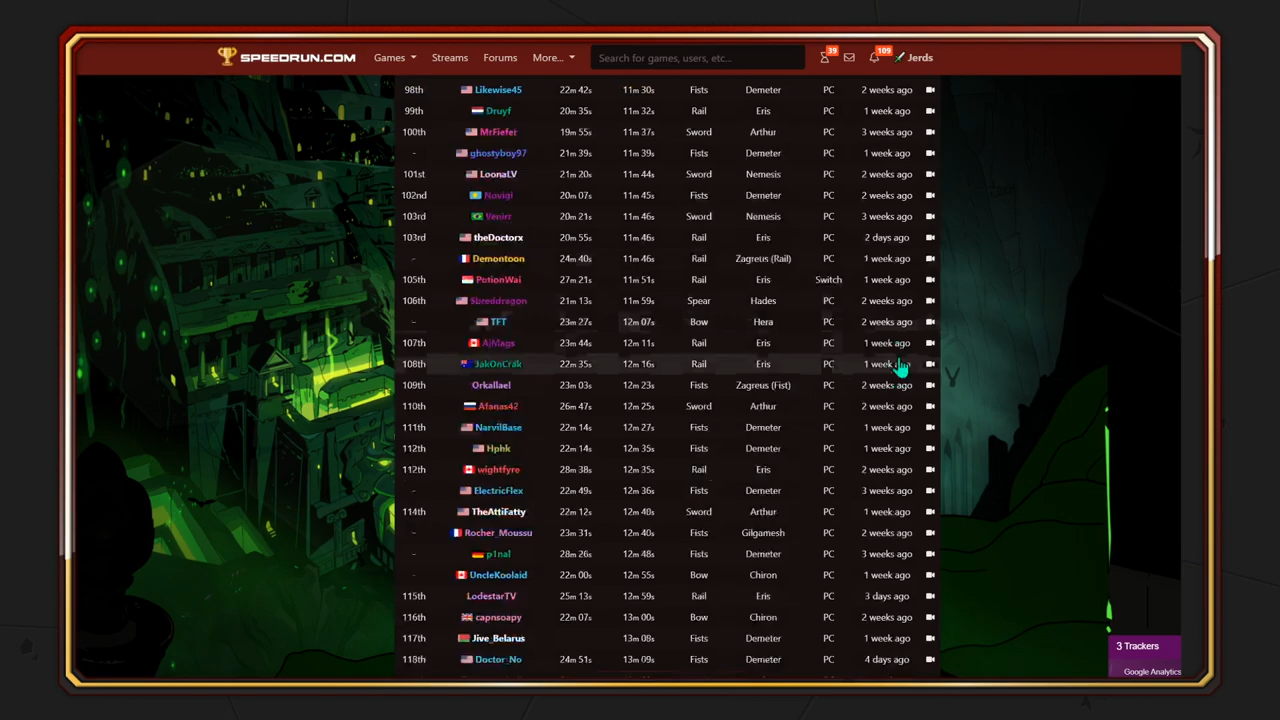 SPEEDRUN.COM Games Streams Forums More... Search for games, users, etc... 39 109 Jerds
98th Likewise45 22m 42s 11m 30s Fists Demeter PC 2 weeks ago
99th Druyf 20m 35s 11m 32s Rail Eris PC 1 week ago
100th MrFiefer 19m 55s 11m 37s Sword Arthur PC 3 weeks ago
- ghostyboy97 21m 39s 11m 39s Fists Demeter PC 1 week ago
101st LoonaLV 21m 20s 11m 44s Sword Nemesis PC 2 weeks ago
102nd Novigi 20m 07s 11m 45s Fists Demeter PC 2 weeks ago
103rd Venirr 20m 21s 11m 46s Sword Nemesis PC 3 weeks ago
103rd theDoctorx 20m 55s 11m 46s Rail Eris PC 2 days ago
- Demontoon 24m 40s 11m 46s Zagreus (Rail) PC 1 week ago
105th PotionWai 27m 21s 11m 51s Rail Eris Switch 1 week ago
106th 21m 13s 11m 59s Spear Hades PC 2 weeks ago
- TFT 23m 27s 12m 07s Bow Hera PC 2 weeks ago
107th AjMags 23m 44s 12m 11s Rail Eris PC 1 week ago
108th JakOnCrak 22m 35s 12m 16s Rail Eris PC 1 week
109th Orkallael 23m 03s 12m 23s Fists Zagreus (Fist) PC 2 weeks ago
110th Afanas42 26m 47s 12m 25s Sword Arthur PC 2 weeks ago
111th NarvilBase 22m 14s 12m 27s Fists Demeter PC 1 week ago
112th Hphk 22m 14s 12m 35s Fists Demeter PC 1 week ago
112th wightfyre 28m 38s 12m 35s Rail Eris PC 2 weeks ago
- ElectricFlex 22m 49s 12m 36s Fists Demeter PC 3 weeks ago
114th TheAttiFatty 22m 12s 12m 40s Sword Arthur PC 1 week ago
- Rocher_Moussu 23m 31s 12m 40s Fists Gilgamesh PC 2 weeks ago
- p1nal 28m 26s 12m 48s Fists Demeter PC 3 weeks ago
- UncleKoolaid 22m 00s 12m 55s Bow Chiron PC 1 week ago
115th LodestarTV 25m 13s 12m 59s Rail Eris PC 3 days ago
116th capnsoapy 22m 07s 13m 00s Bow Chiron PC 2 weeks ago
117th Jive_Belarus 13m 08s Fists Demeter PC 1 week ago
118th Doctor_No 24m 51s 13m 09s Fists Demeter PC 4 days ago
3 Trackers
Google Analytics